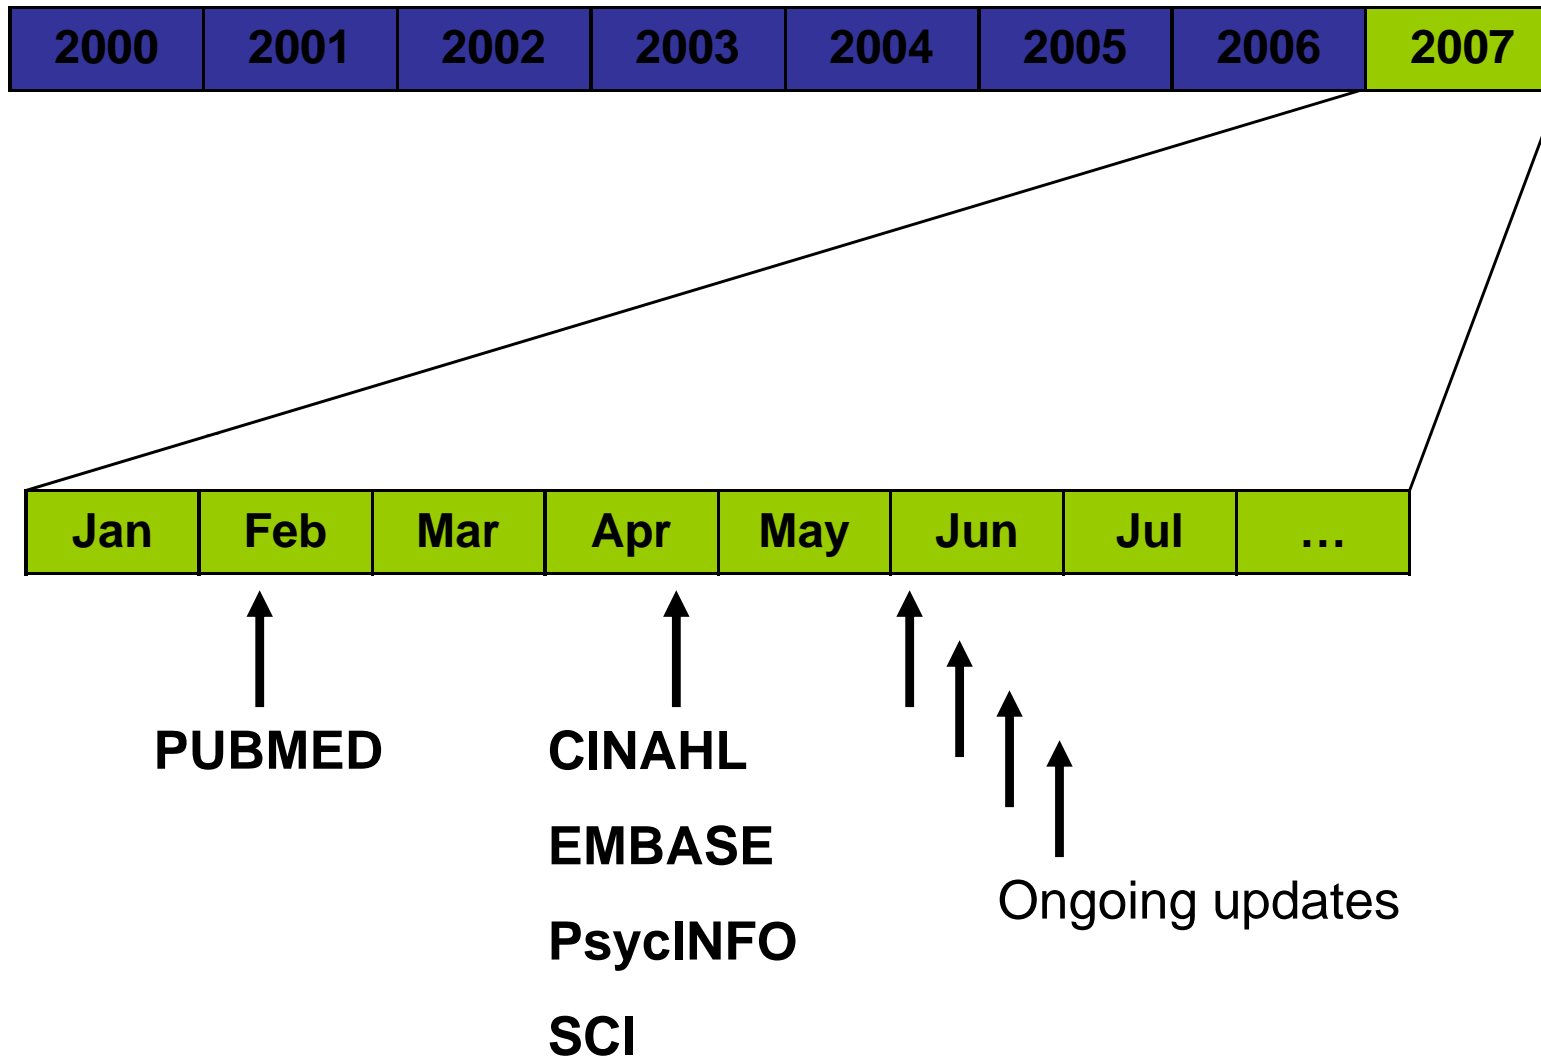 2000 2001 2002 2003 2004 2005 2006 2007
Jan Feb Mar Apr May Jun Jul ...
PUBMED
CINAHL
EMBASE
PsycINFO
SCI
Ongoing updates